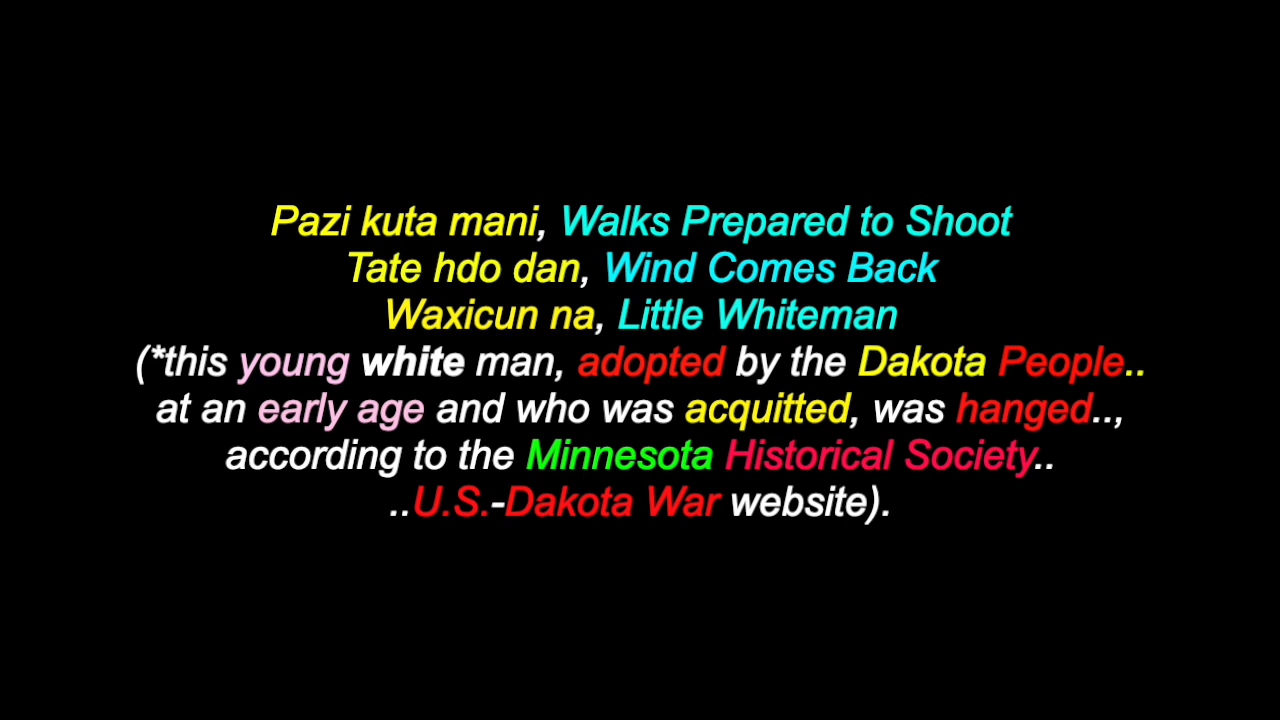 Pazi kuta mani, Walks Prepared to Shoot
Tate hdo dan, Wind Comes Back
Waxicun na, Little Whiteman
(*this young white man, adopted by the Dakota People..
at an early age and who was acquitted, was hanged..,
according to the Minnesota Historical Society..
..U.S.-Dakota War website).